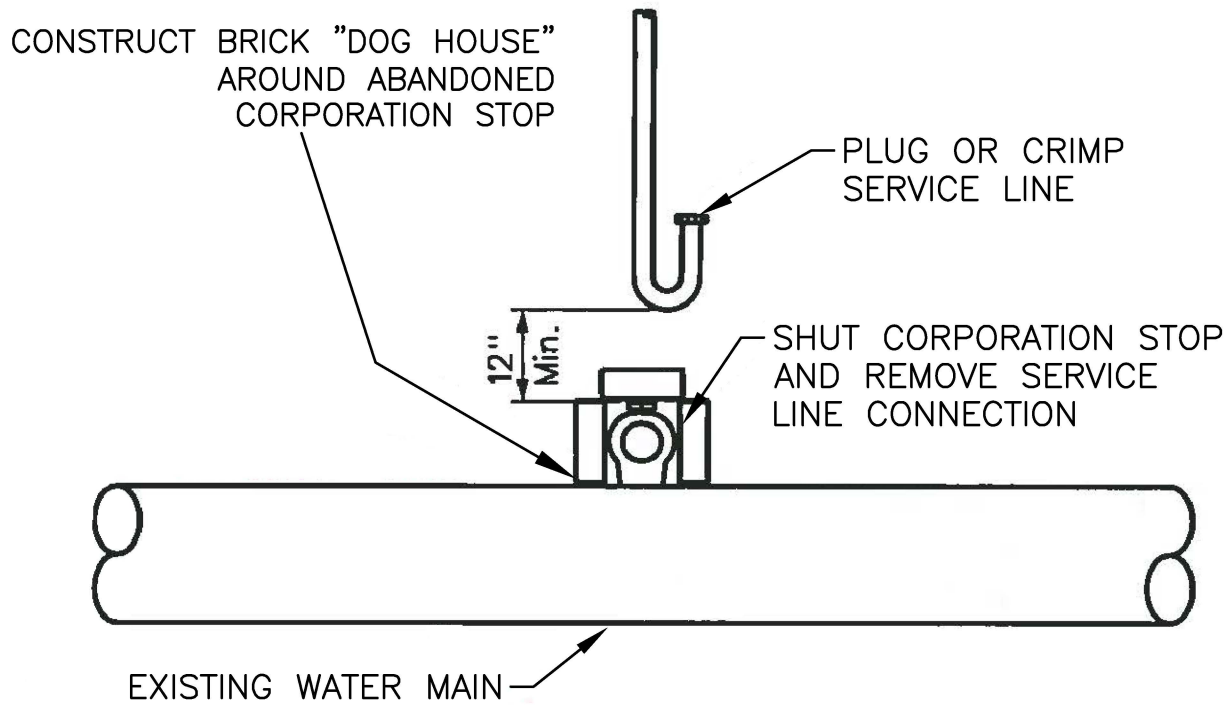 CONSTRUCT BRICK "DOG HOUSE"
AROUND ABANDONED
CORPORATION STOP
PLUG OR CRIMP
SERVICE LINE
12"
Min.
SHUT CORPORATION STOP
AND REMOVE SERVICE
LINE CONNECTION
EXISTING WATER MAIN